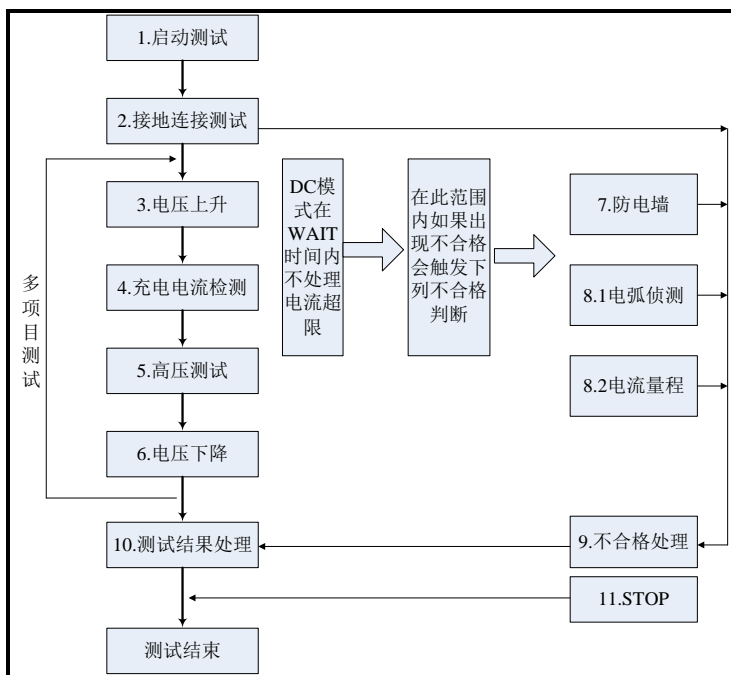 1.启动测试
2.接地连接测试
3.电压上升
4.充电电流检测
5.高压测试
6.电压下降
10.测试结果处理
测试结束
多
项
目
测
试
DC模
式在
WAIT
时间内
不处理
电流超
限
在此范围
内如果出
现不合格
会触发下
列不合格
判断
7.防电墙
8.1电弧侦测
8.2电流量程
9.不合格处理
11.STOP